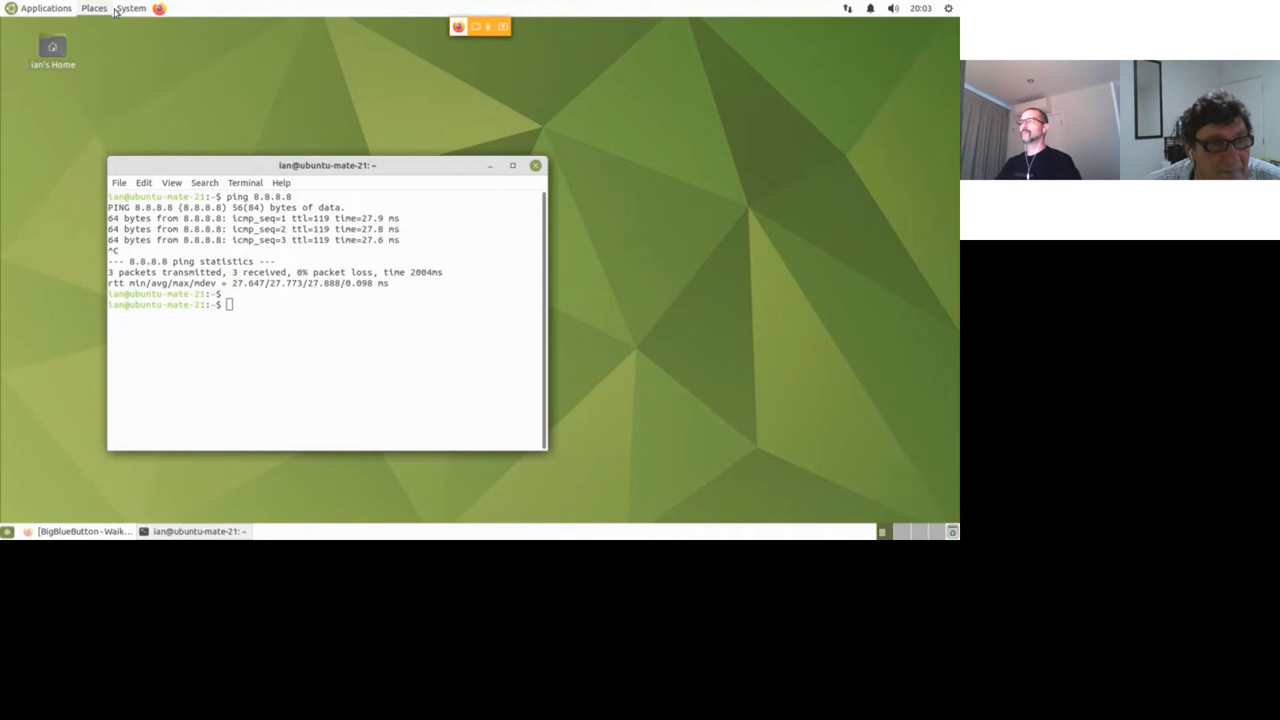 Applications Places System 20:03
ian's Home
ian@ubuntu-mate-21: ~
File Edit View Search Terminal Help
ian@ubuntu-mate-21:~$ ping 8.8.8.8
PING 8.8.8.8 (8.8.8.8) 56(84) bytes of data.
64 bytes from 8.8.8.8: icmp_seq=1 ttl=119 time=27.9 ms
64 bytes from 8.8.8.8: icmp_seq=2 ttl=119 time=27.8 ms
64 bytes from 8.8.8.8: icmp_seq=3 ttl=119 time=27.6 ms
^C
--- 8.8.8.8 ping statistics ---
3 packets transmitted, 3 received, 0% packet loss, time 2004ms
rtt min/avg/max/mdev = 27.647/27.773/27.888/0.098 ms
ian@ubuntu-mate-21:~$
ian@ubuntu-mate-21:~$
[BigBlueButton - Waik... ian@ubuntu-mate-21: ~